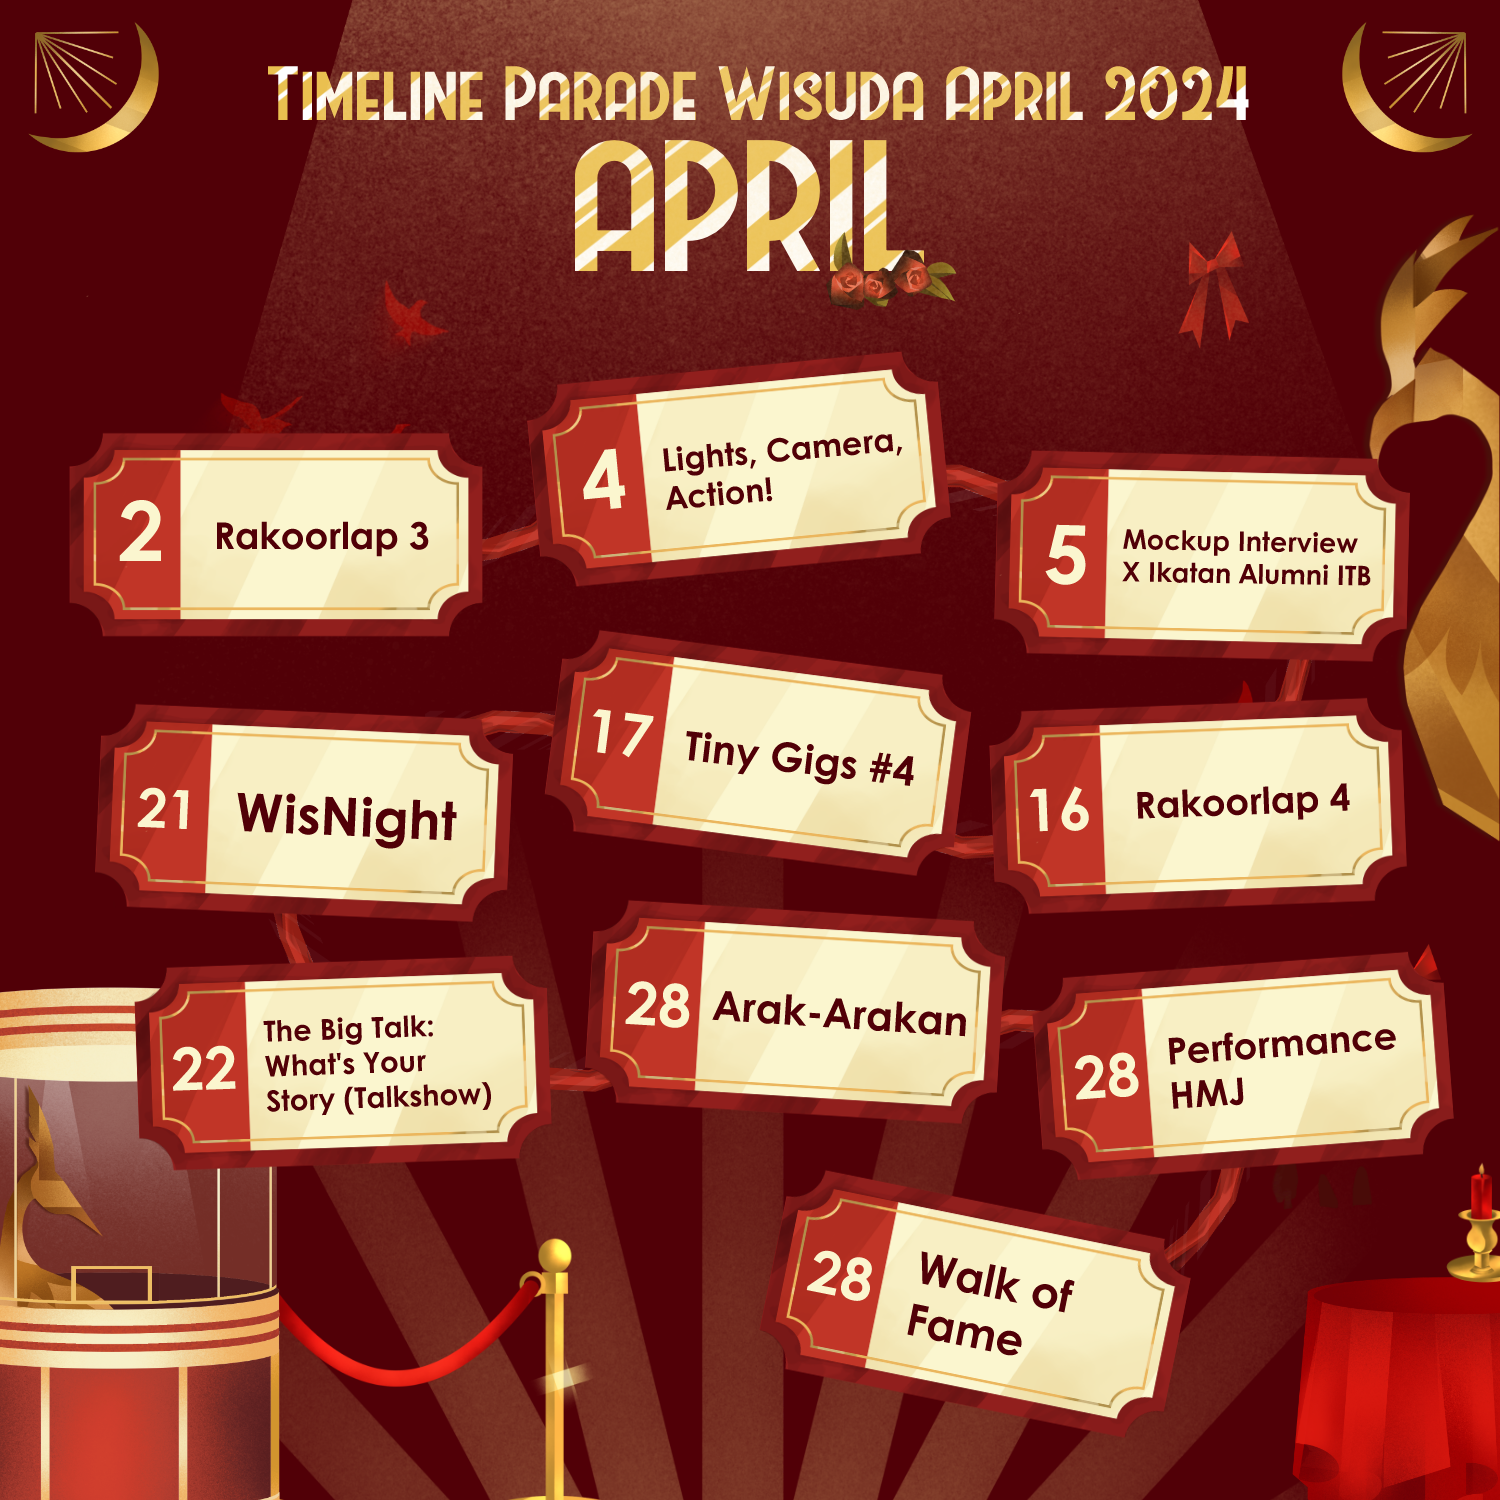 Timeline Parade Wisuda April 2024
APRIL
2
Rakoorlap 3
4
Lights, Camera,
Action!
5
Mockup Interview
X Ikatan Alumni ITB
16
Rakoorlap 4
17
Tiny Gigs #4
21
WisNight
22
The Big Talk:
What's Your
Story (Talkshow)
28
Arak-Arakan
28
Performance
HMJ
28
Walk of
Fame